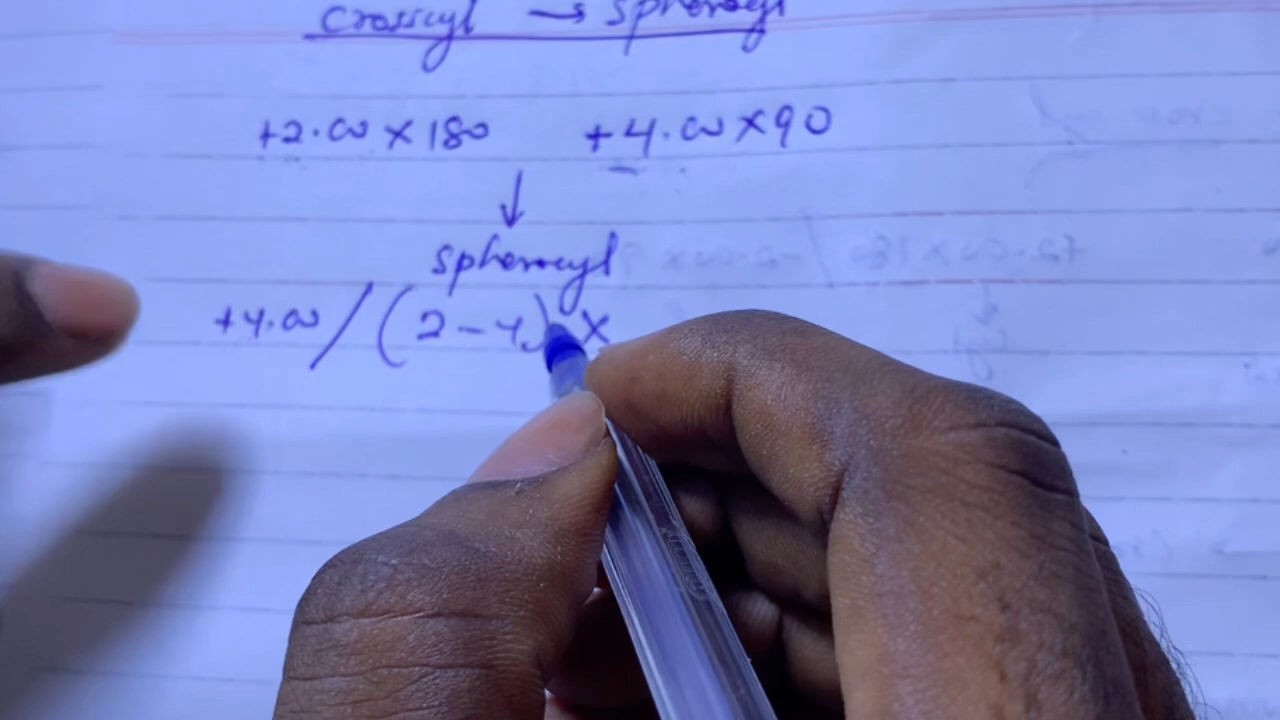 Crosscyl → Spherocyl
+2.00 × 180 +4.00 × 90
↓
Spherocyl
+4.00 / (2 - 4) ×